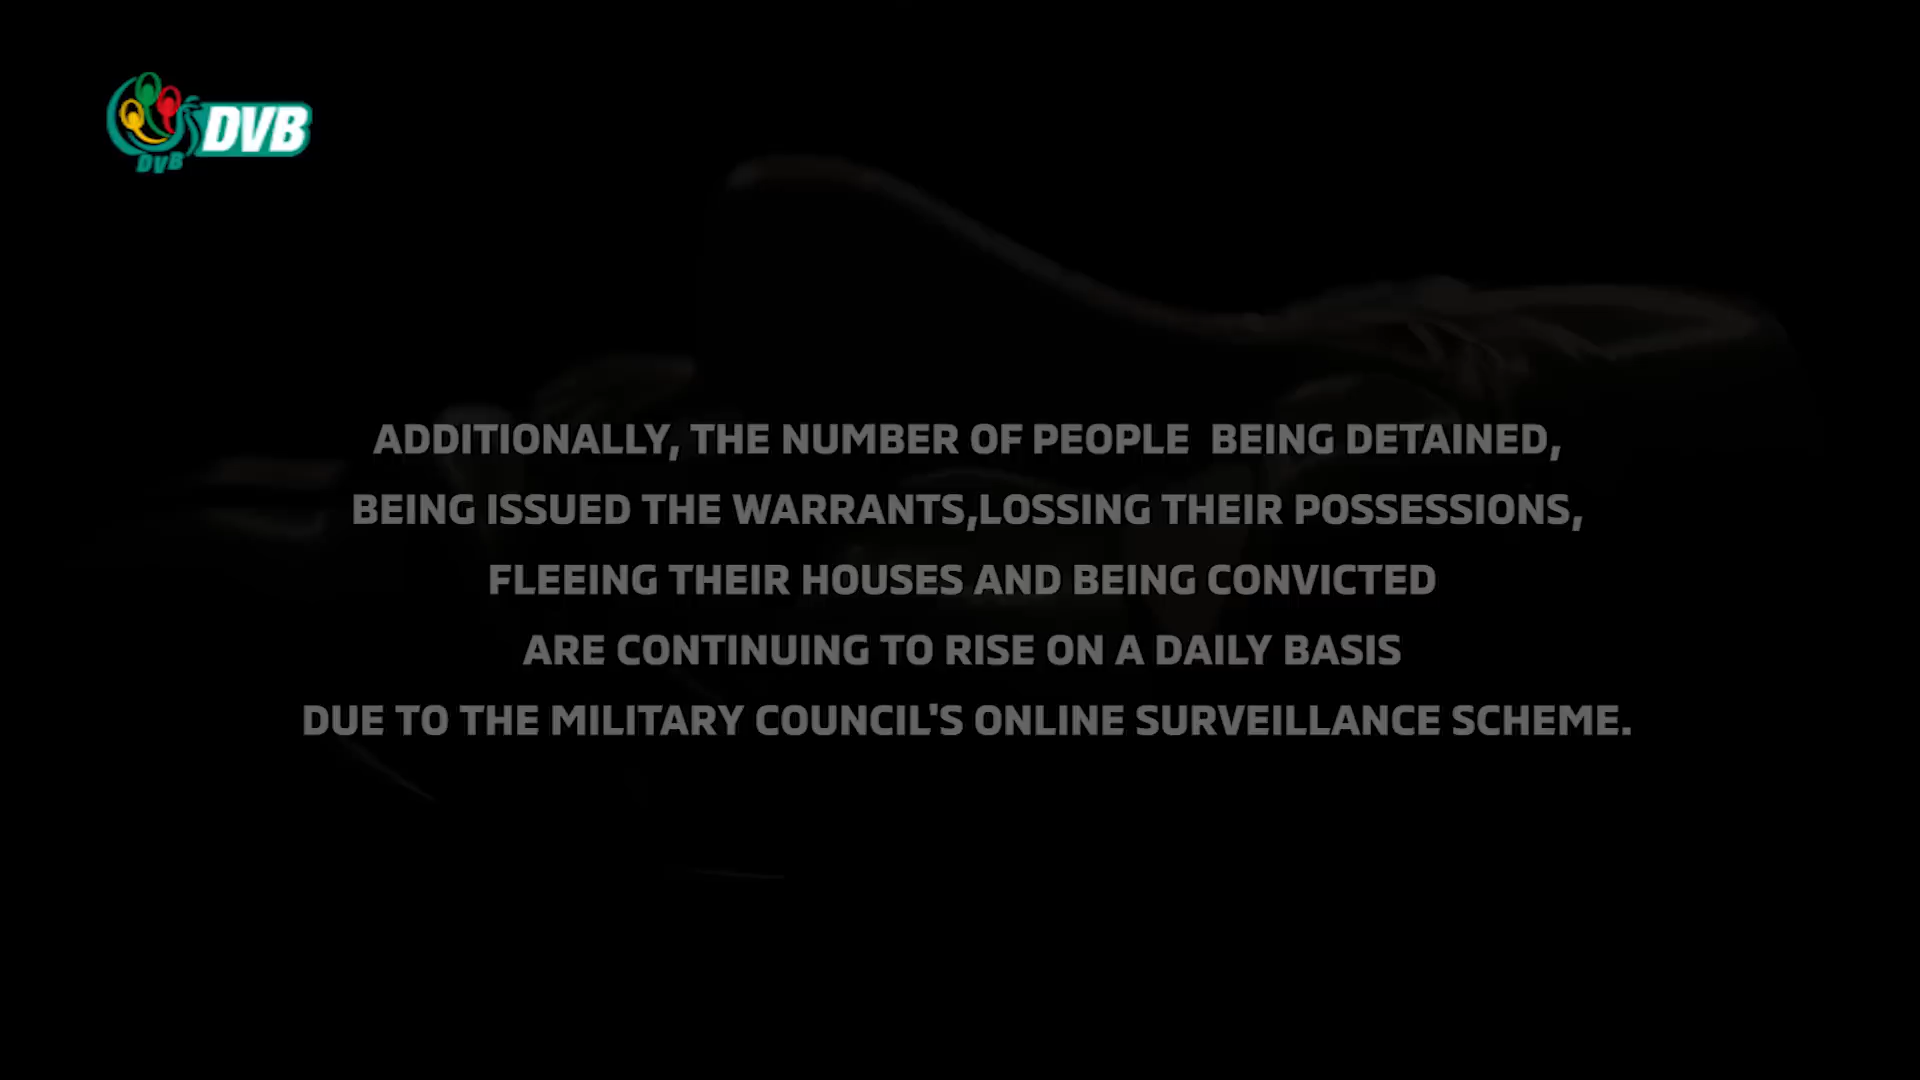 DVB
DVB
ADDITIONALLY, THE NUMBER OF PEOPLE BEING DETAINED,
BEING ISSUED THE WARRANTS,LOSSING THEIR POSSESSIONS,
FLEEING THEIR HOUSES AND BEING CONVICTED
ARE CONTINUING TO RISE ON A DAILY BASIS
DUE TO THE MILITARY COUNCIL'S ONLINE SURVEILLANCE SCHEME.